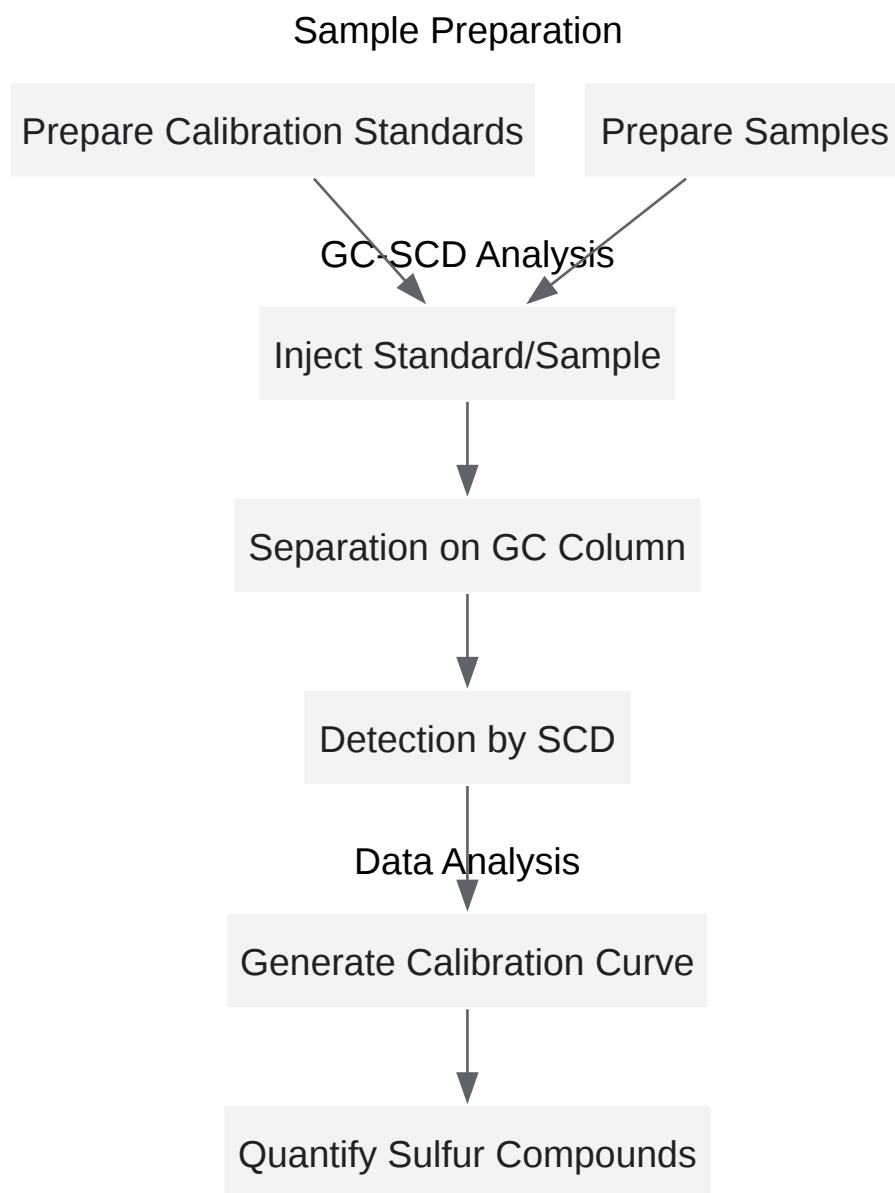 Sample Preparation
Prepare Calibration Standards
Prepare Samples
GC-SCD Analysis
Inject Standard/Sample
Separation on GC Column
Detection by SCD
Data Analysis
Generate Calibration Curve
Quantify Sulfur Compounds